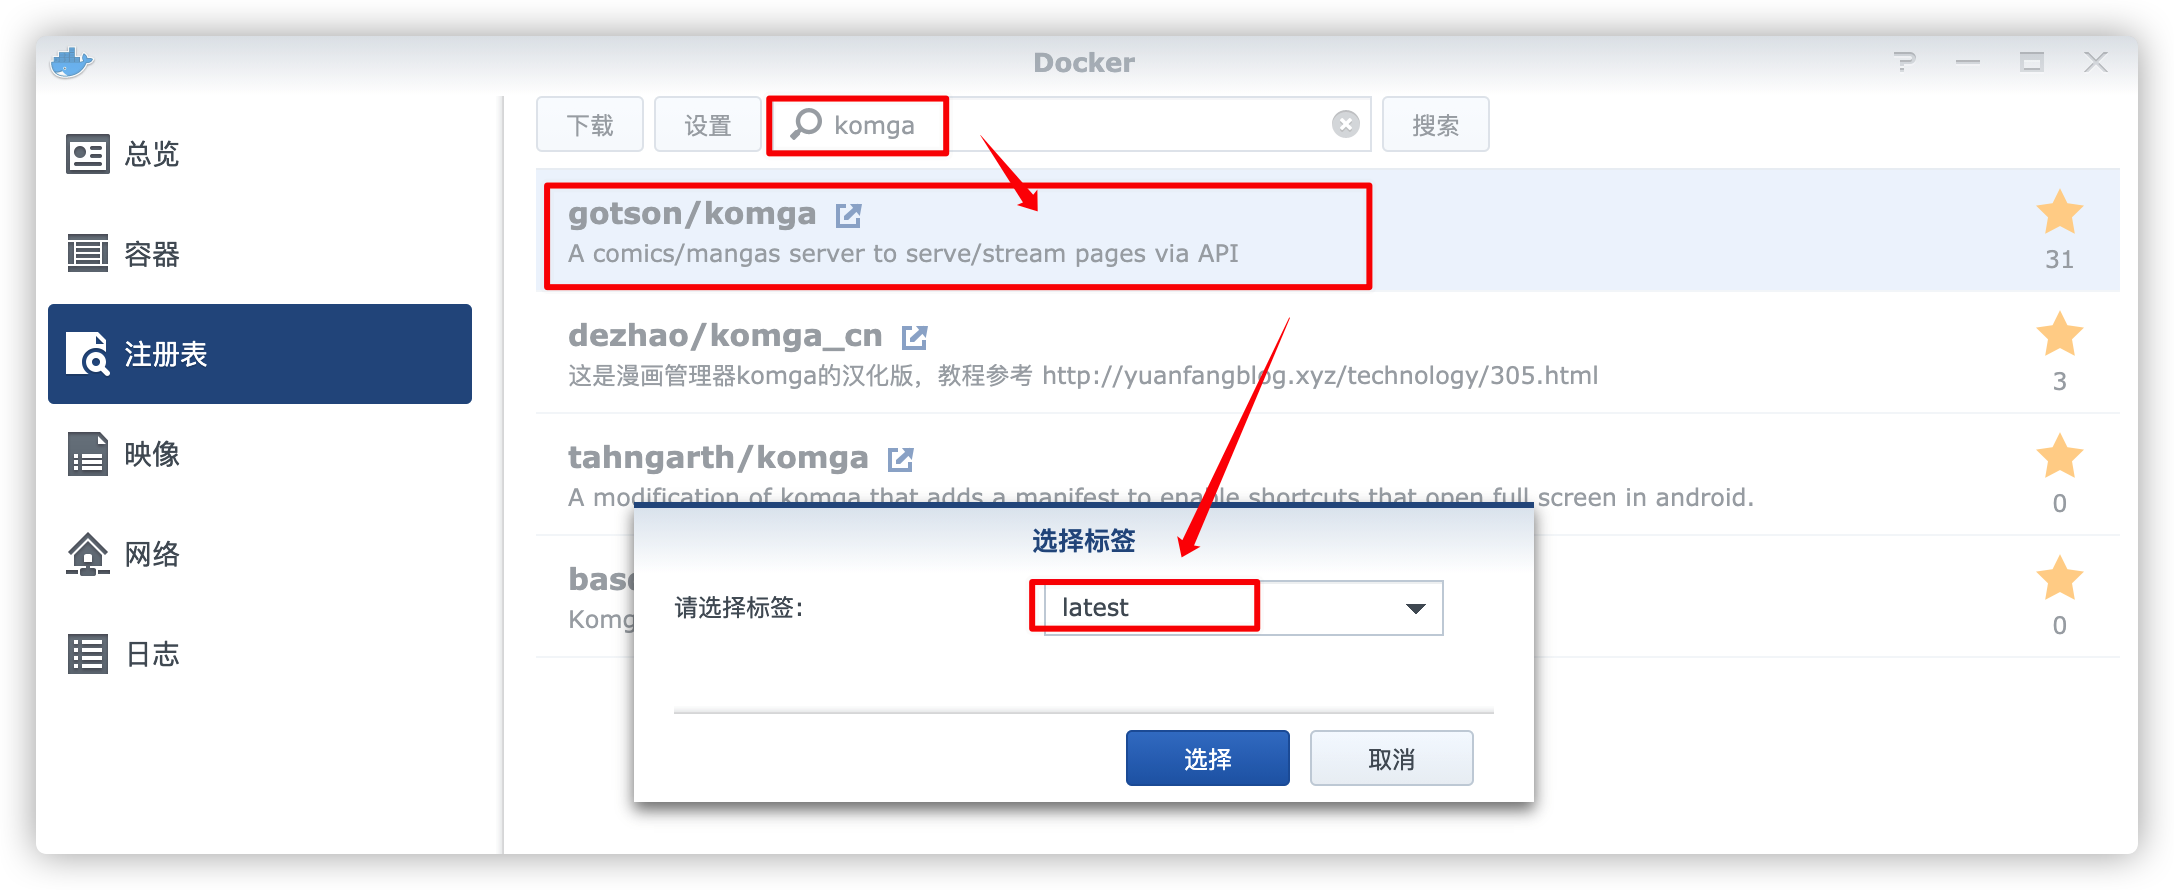 Docker
总览
容器
注册表
映像
网络
日志
下载
设置
komga
搜索
gotson/komga
A comics/mangas server to serve/stream pages via API
31
dezhao/komga_cn
这是漫画管理器komga的汉化版，教程参考 http://yuanfangblog.xyz/technology/305.html
3
tahngarth/komga
A modification of komga that adds a manifest to enable shortcuts that open full screen in android.
0
0
选择标签
请选择标签:
latest
选择
取消